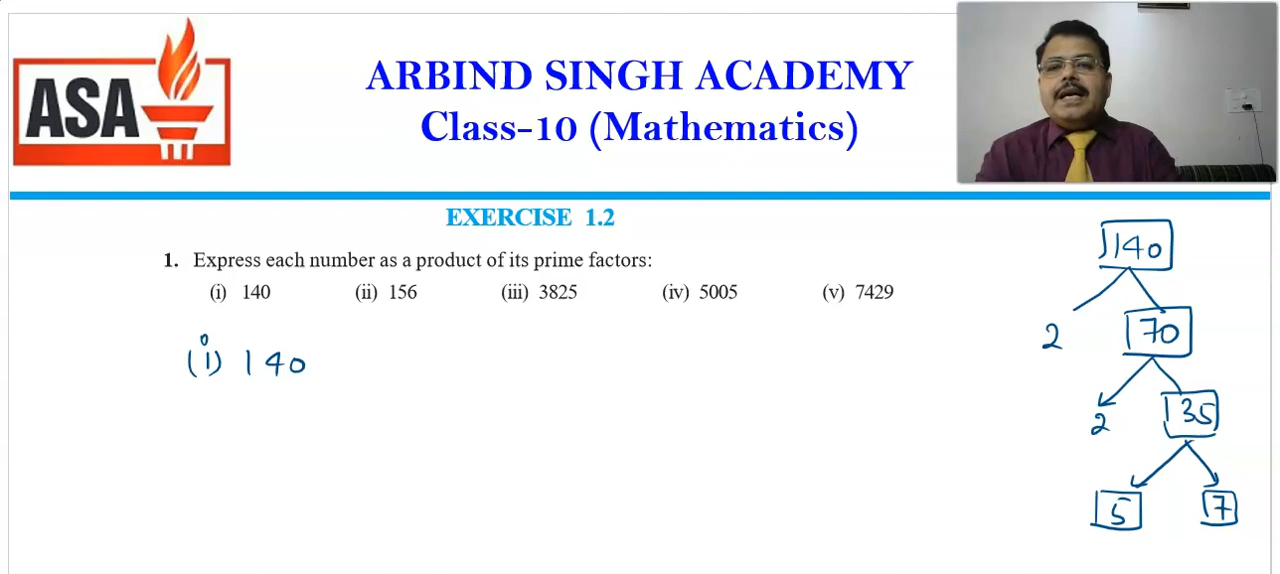 ASA
ARBIND SINGH ACADEMY
Class-10 (Mathematics)
EXERCISE 1.2
1. Express each number as a product of its prime factors:
(i) 140 (ii) 156 (iii) 3825 (iv) 5005 (v) 7429
(i) 140
140
2 70
2 35
5 7